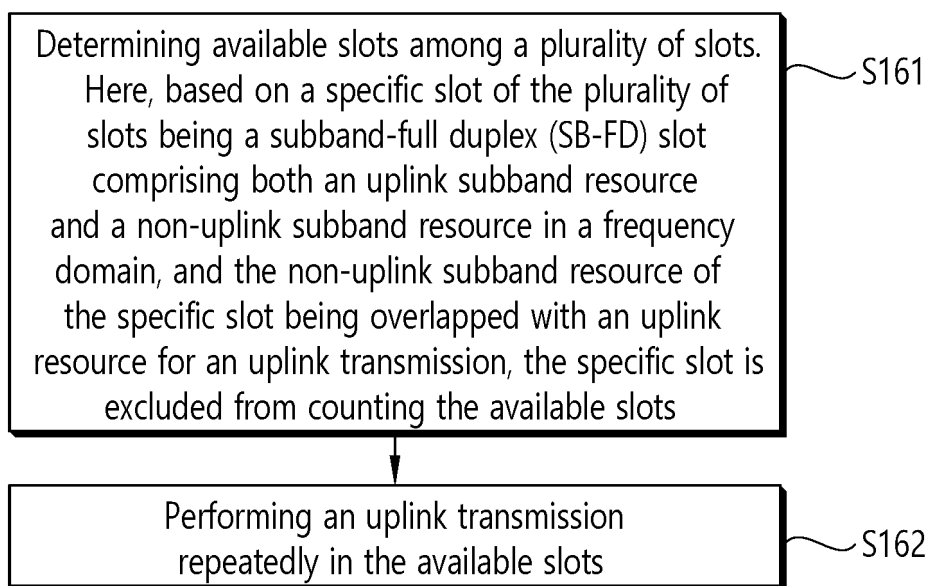 Determining available slots among a plurality of slots.
Here, based on a specific slot of the plurality of
slots being a subband-full duplex (SB-FD) slot
comprising both an uplink subband resource
and a non-uplink subband resource in a frequency
domain, and the non-uplink subband resource of
the specific slot being overlapped with an uplink
resource for an uplink transmission, the specific slot is
excluded from counting the available slots
S161
Performing an uplink transmission
repeatedly in the available slots
S162